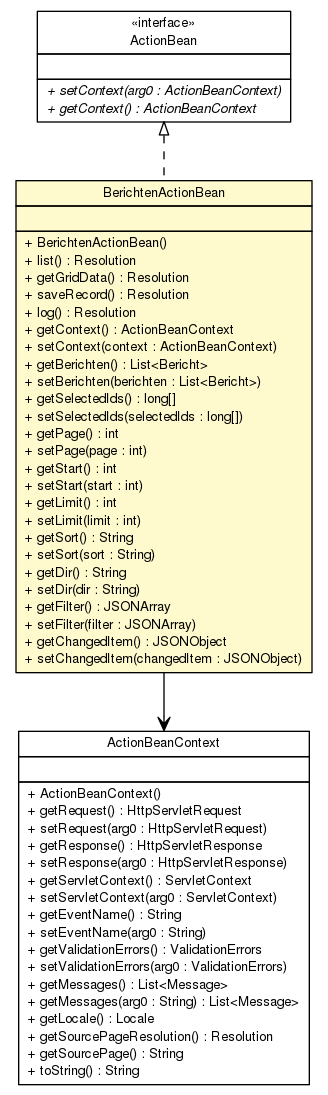 «interface»
ActionBean
+ setContext(arg0 : ActionBeanContext)
+ getContext() : ActionBeanContext
BerichtenActionBean
+ BerichtenActionBean()
+ list() : Resolution
+ getGridData() : Resolution
+ saveRecord() : Resolution
+ log() : Resolution
+ getContext() : ActionBeanContext
+ setContext(context : ActionBeanContext)
+ getBerichten() : List<Bericht>
+ setBerichten(berichten : List<Bericht>)
+ getSelectedIds() : long[]
+ setSelectedIds(selectedIds : long[])
+ getPage() : int
+ setPage(page : int)
+ getStart() : int
+ setStart(start : int)
+ getLimit() : int
+ setLimit(limit : int)
+ getSort() : String
+ setSort(sort : String)
+ getDir() : String
+ setDir(dir : String)
+ getFilter() : JSONArray
+ setFilter(filter : JSONArray)
+ getChangedItem() : JSONObject
+ setChangedItem(changedItem : JSONObject)
ActionBeanContext
+ ActionBeanContext()
+ getRequest() : HttpServletRequest
+ setRequest(arg0 : HttpServletRequest)
+ getResponse() : HttpServletResponse
+ setResponse(arg0 : HttpServletResponse)
+ getServletContext() : ServletContext
+ setServletContext(arg0 : ServletContext)
+ getEventName() : String
+ setEventName(arg0 : String)
+ getValidationErrors() : ValidationErrors
+ setValidationErrors(arg0 : ValidationErrors)
+ getMessages() : List<Message>
+ getMessages(arg0 : String) : List<Message>
+ getLocale() : Locale
+ getSourcePageResolution() : Resolution
+ getSourcePage() : String
+ toString() : String